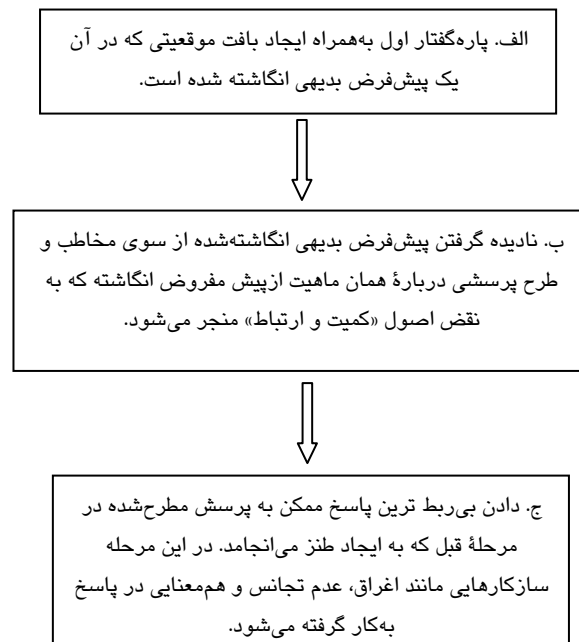 الف. پاره‌گفتار اول به‌همراه ایجاد بافت موقعیتی که در آن
یک پیش‌فرض بدیهی انگاشته شده است.
ب. نادیده گرفتن پیش‌فرض بدیهی انگاشته‌شده از سوی مخاطب و
طرح پرسشی دربارهٔ همان ماهیت ازپیش مفروض انگاشته که به
نقض اصول «کمیت و ارتباط» منجر می‌شود.
ج. دادن بی‌ربط ترین پاسخ ممکن به پرسش مطرح‌شده در
مرحلهٔ قبل که به ایجاد طنز می‌انجامد. در این مرحله
سازکارهایی مانند اغراق، عدم تجانس و هم‌معنایی در پاسخ
به‌کار گرفته می‌شود.